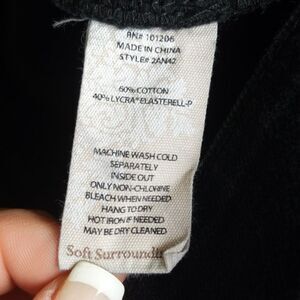 RN# 101206
MADE IN CHINA
STYLE# 2AN42
60% COTTON
40% LYCRA® ELASTERELL-P
MACHINE WASH COLD
SEPARATELY
INSIDE OUT
ONLY NON-CHLORINE
BLEACH WHEN NEEDED
HANG TO DRY
HOT IRON IF NEEDED
MAY BE DRY CLEANED
Soft Surroundi